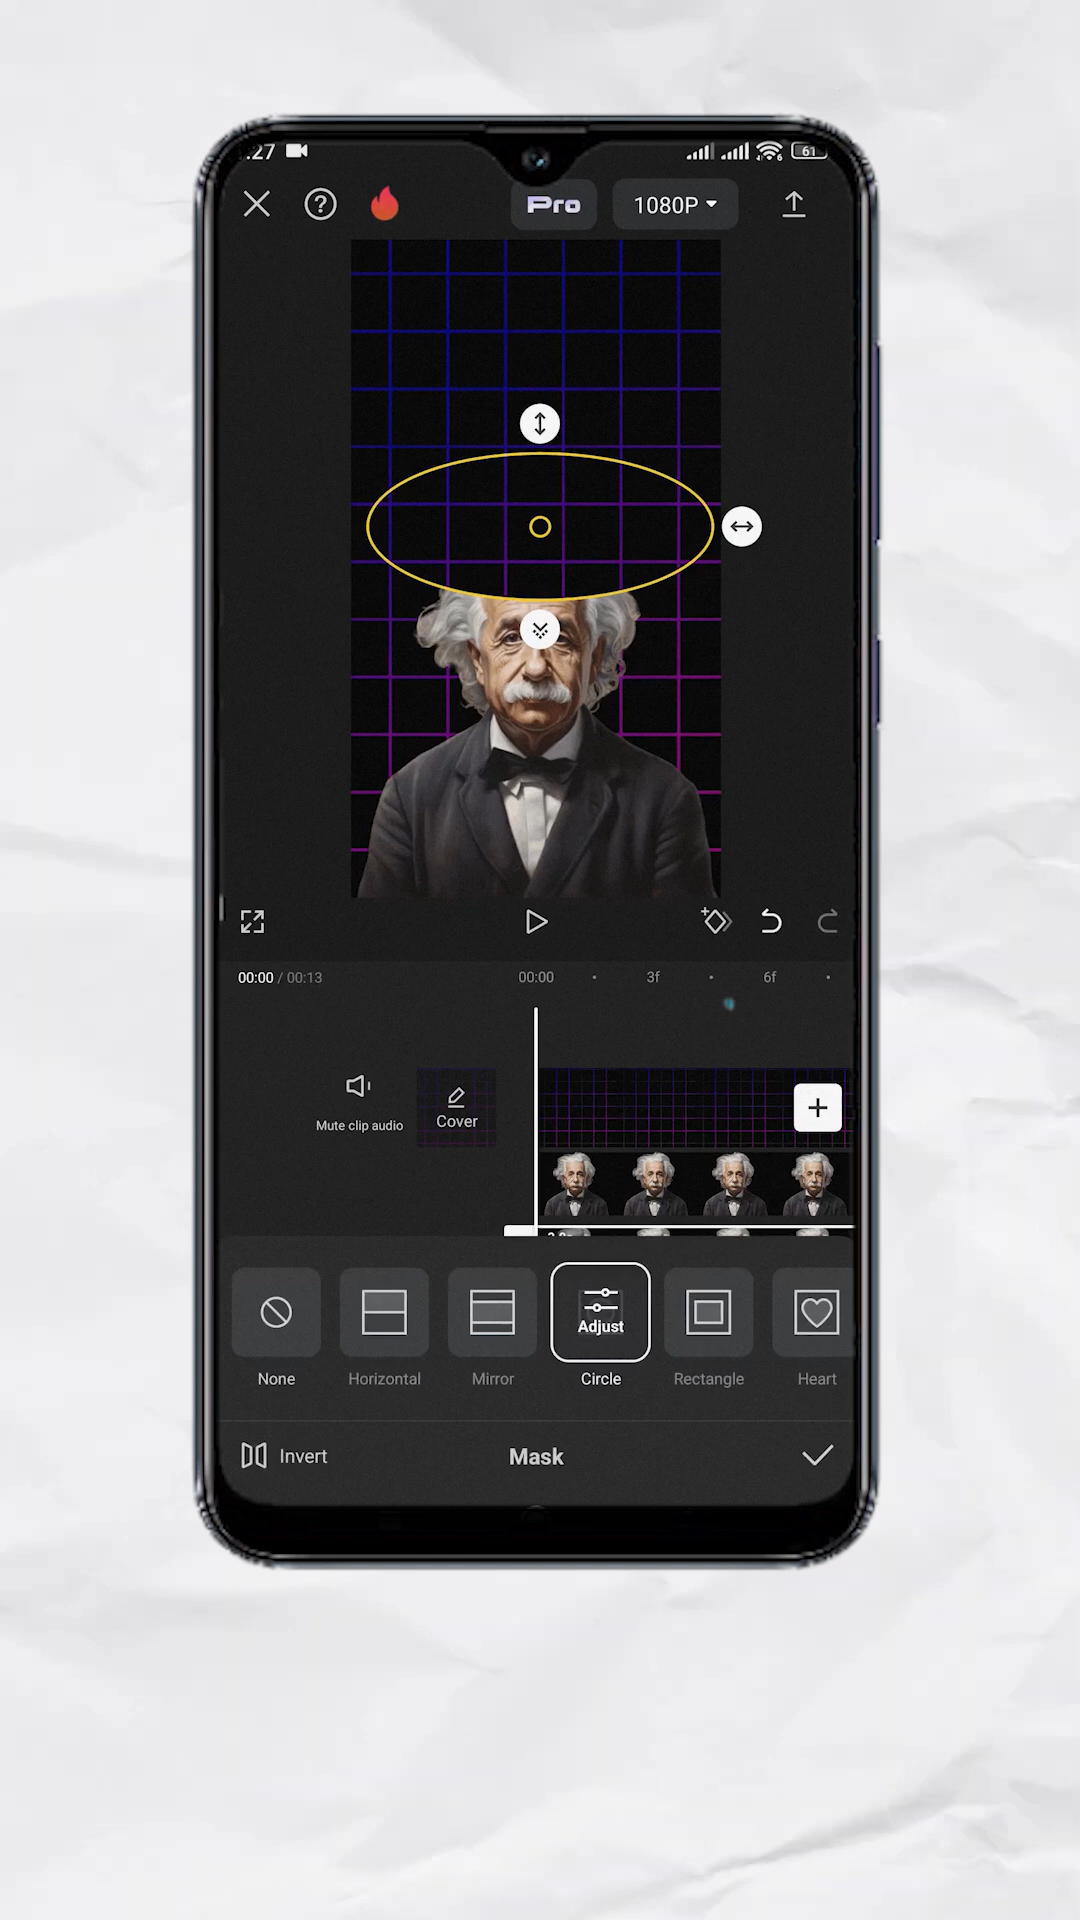 :27
61
Pro
1080P
00:00 / 00:13
00:00
3f
6f
Mute clip audio
Cover
Adjust
None
Horizontal
Mirror
Circle
Rectangle
Heart
Invert
Mask